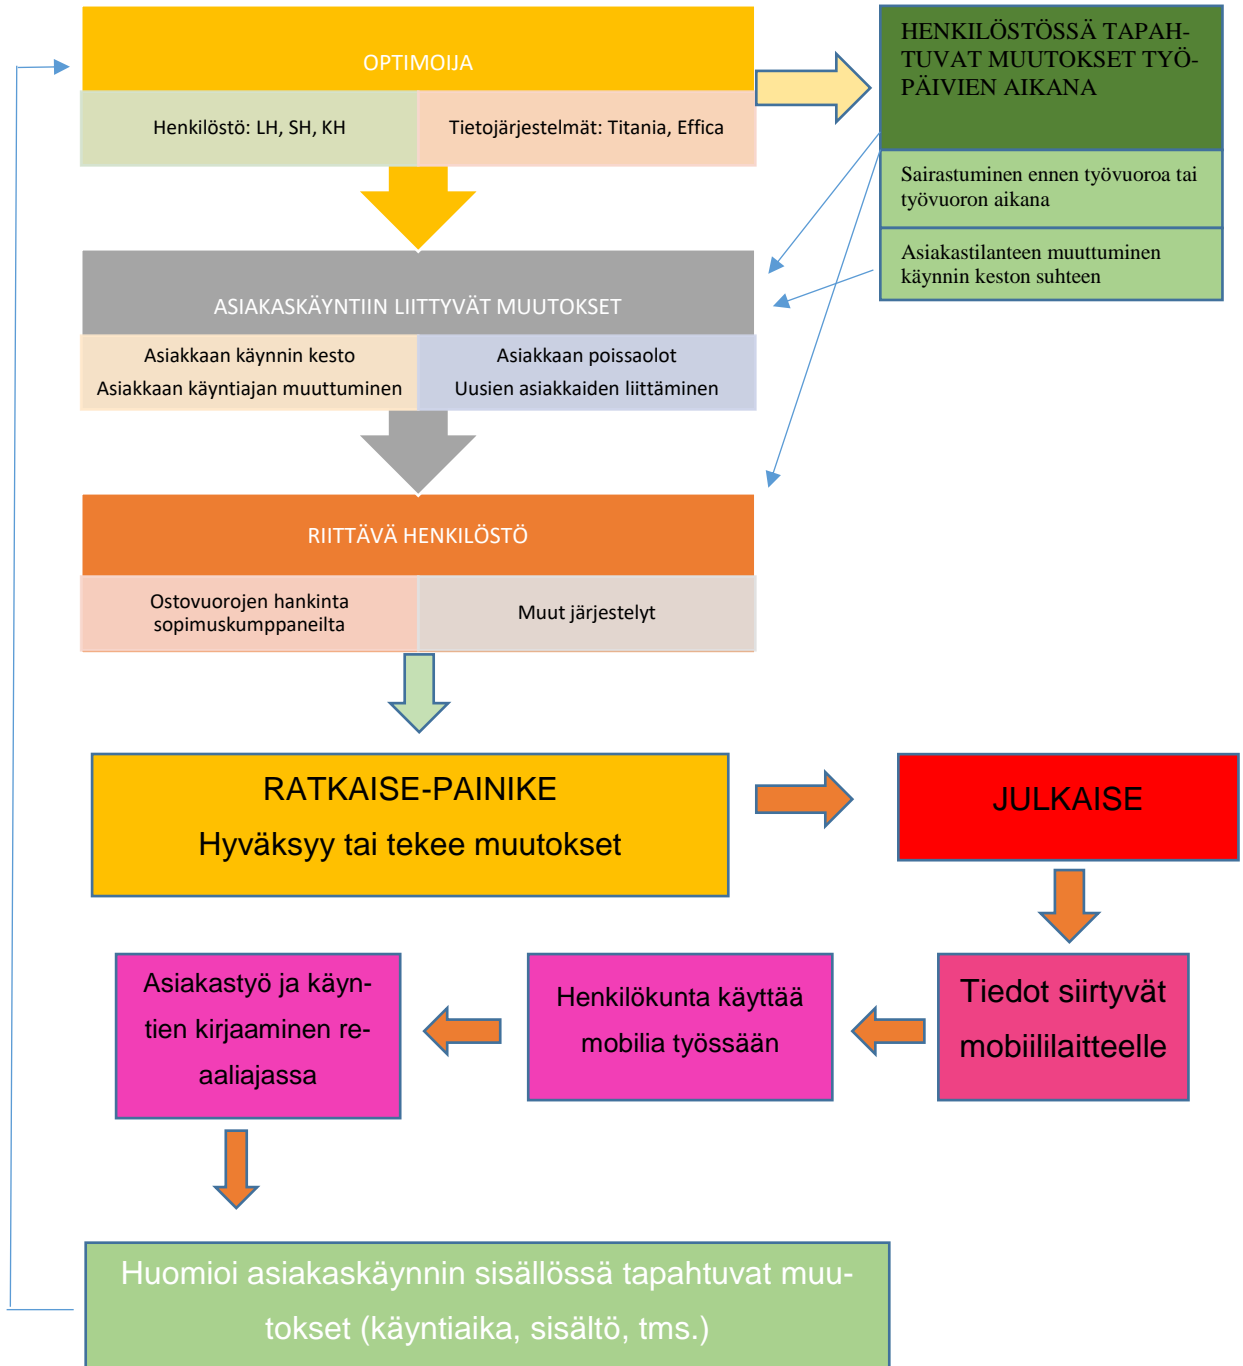 OPTIMOIJA
Henkilöstö: LH, SH, KH
Tietojärjestelmät: Titania, Effica
HENKILÖSTÖSSÄ TAPAH-
TUVAT MUUTOKSET TYÖ-
PÄIVIEN AIKANA
Sairastuminen ennen työvuoroa tai
työvuoron aikana
Asiakastilanteen muuttuminen
käynnin keston suhteen
ASIAKASKÄYNTIIN LIITTYVÄT MUUTOKSET
Asiakkaan käynnin kesto
Asiakkaan käyntiajan muuttuminen
Asiakkaan poissaolot
Uusien asiakkaiden liittäminen
RIITTÄVÄ HENKILÖSTÖ
Ostovuorojen hankinta
sopimuskumppaneilta
Muut järjestelyt
RATKAISE-PAINIKE
Hyväksyy tai tekee muutokset
JULKAISE
Tiedot siirtyvät
mobiililaitteelle
Henkilökunta käyttää
mobilia työssään
Asiakastyö ja käyn-
tien kirjaaminen re-
aaliajassa
Huomioi asiakaskäynnin sisällössä tapahtuvat muu-
tokset (käyntiaika, sisältö, tms.)